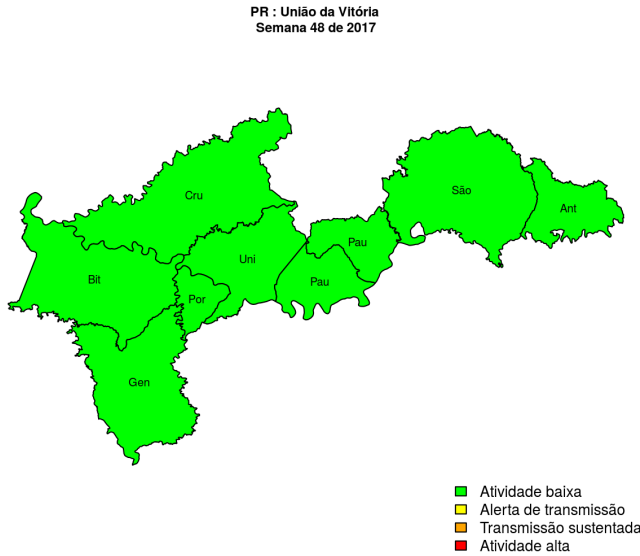 PR : União da Vitória
Semana 48 de 2017
Cru
São
Ant
Pau
Uni
Bit
Pau
Por
Gen
Atividade baixa
Alerta de transmissão
Transmissão sustentada
Atividade alta